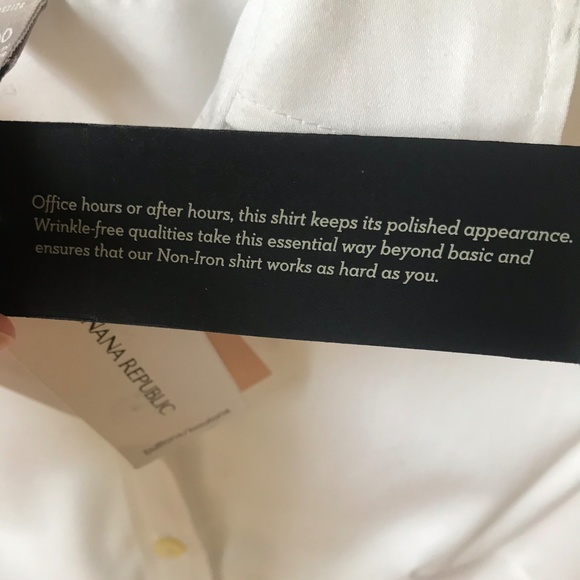 Office hours or after hours, this shirt keeps its polished appearance.
Wrinkle-free qualities take this essential way beyond basic and
ensures that our Non-Iron shirt works as hard as you.
NANA REPUBLIC